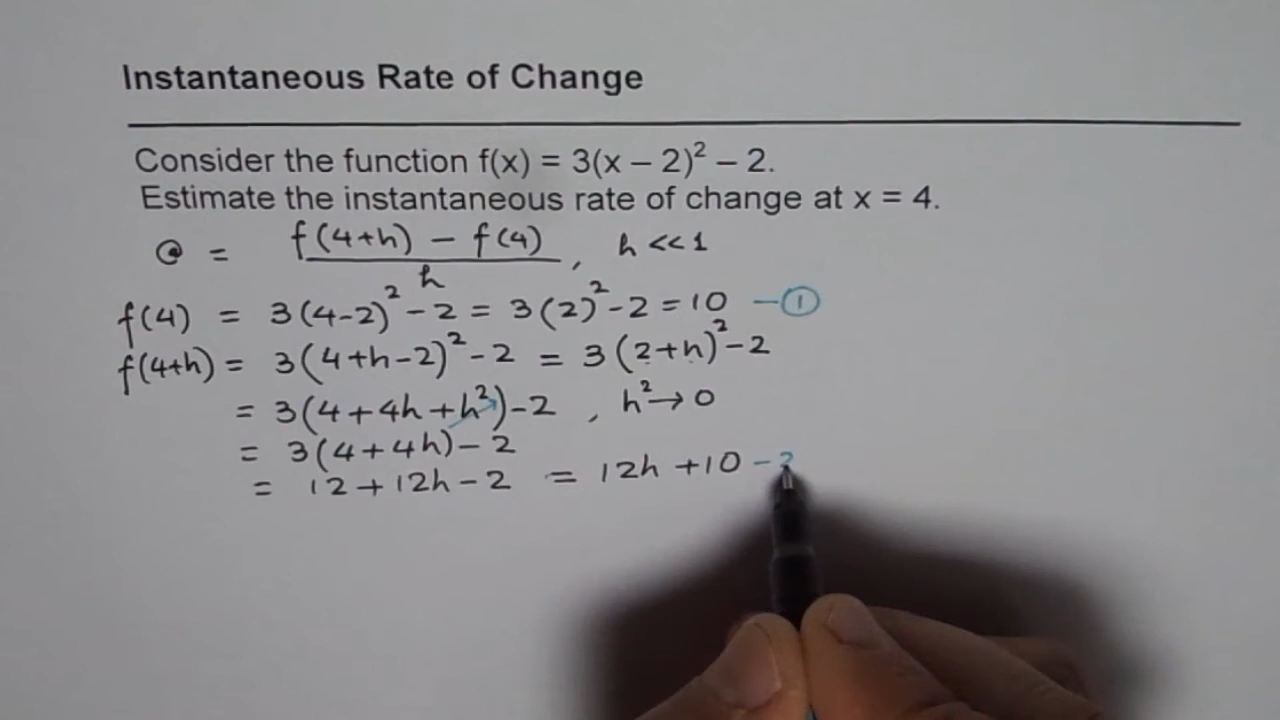 Instantaneous Rate of Change
Consider the function f(x) = 3(x – 2)² – 2.
Estimate the instantaneous rate of change at x = 4.
@ = f(4+h) – f(4) / h , h << 1
f(4) = 3(4-2)² - 2 = 3(2)² - 2 = 10 — ①
f(4+h) = 3(4+h-2)² - 2 = 3(2+h)² - 2
= 3(4+4h+h²) - 2 , h² → 0
= 3(4+4h) - 2
= 12+12h-2 = 12h +10 –